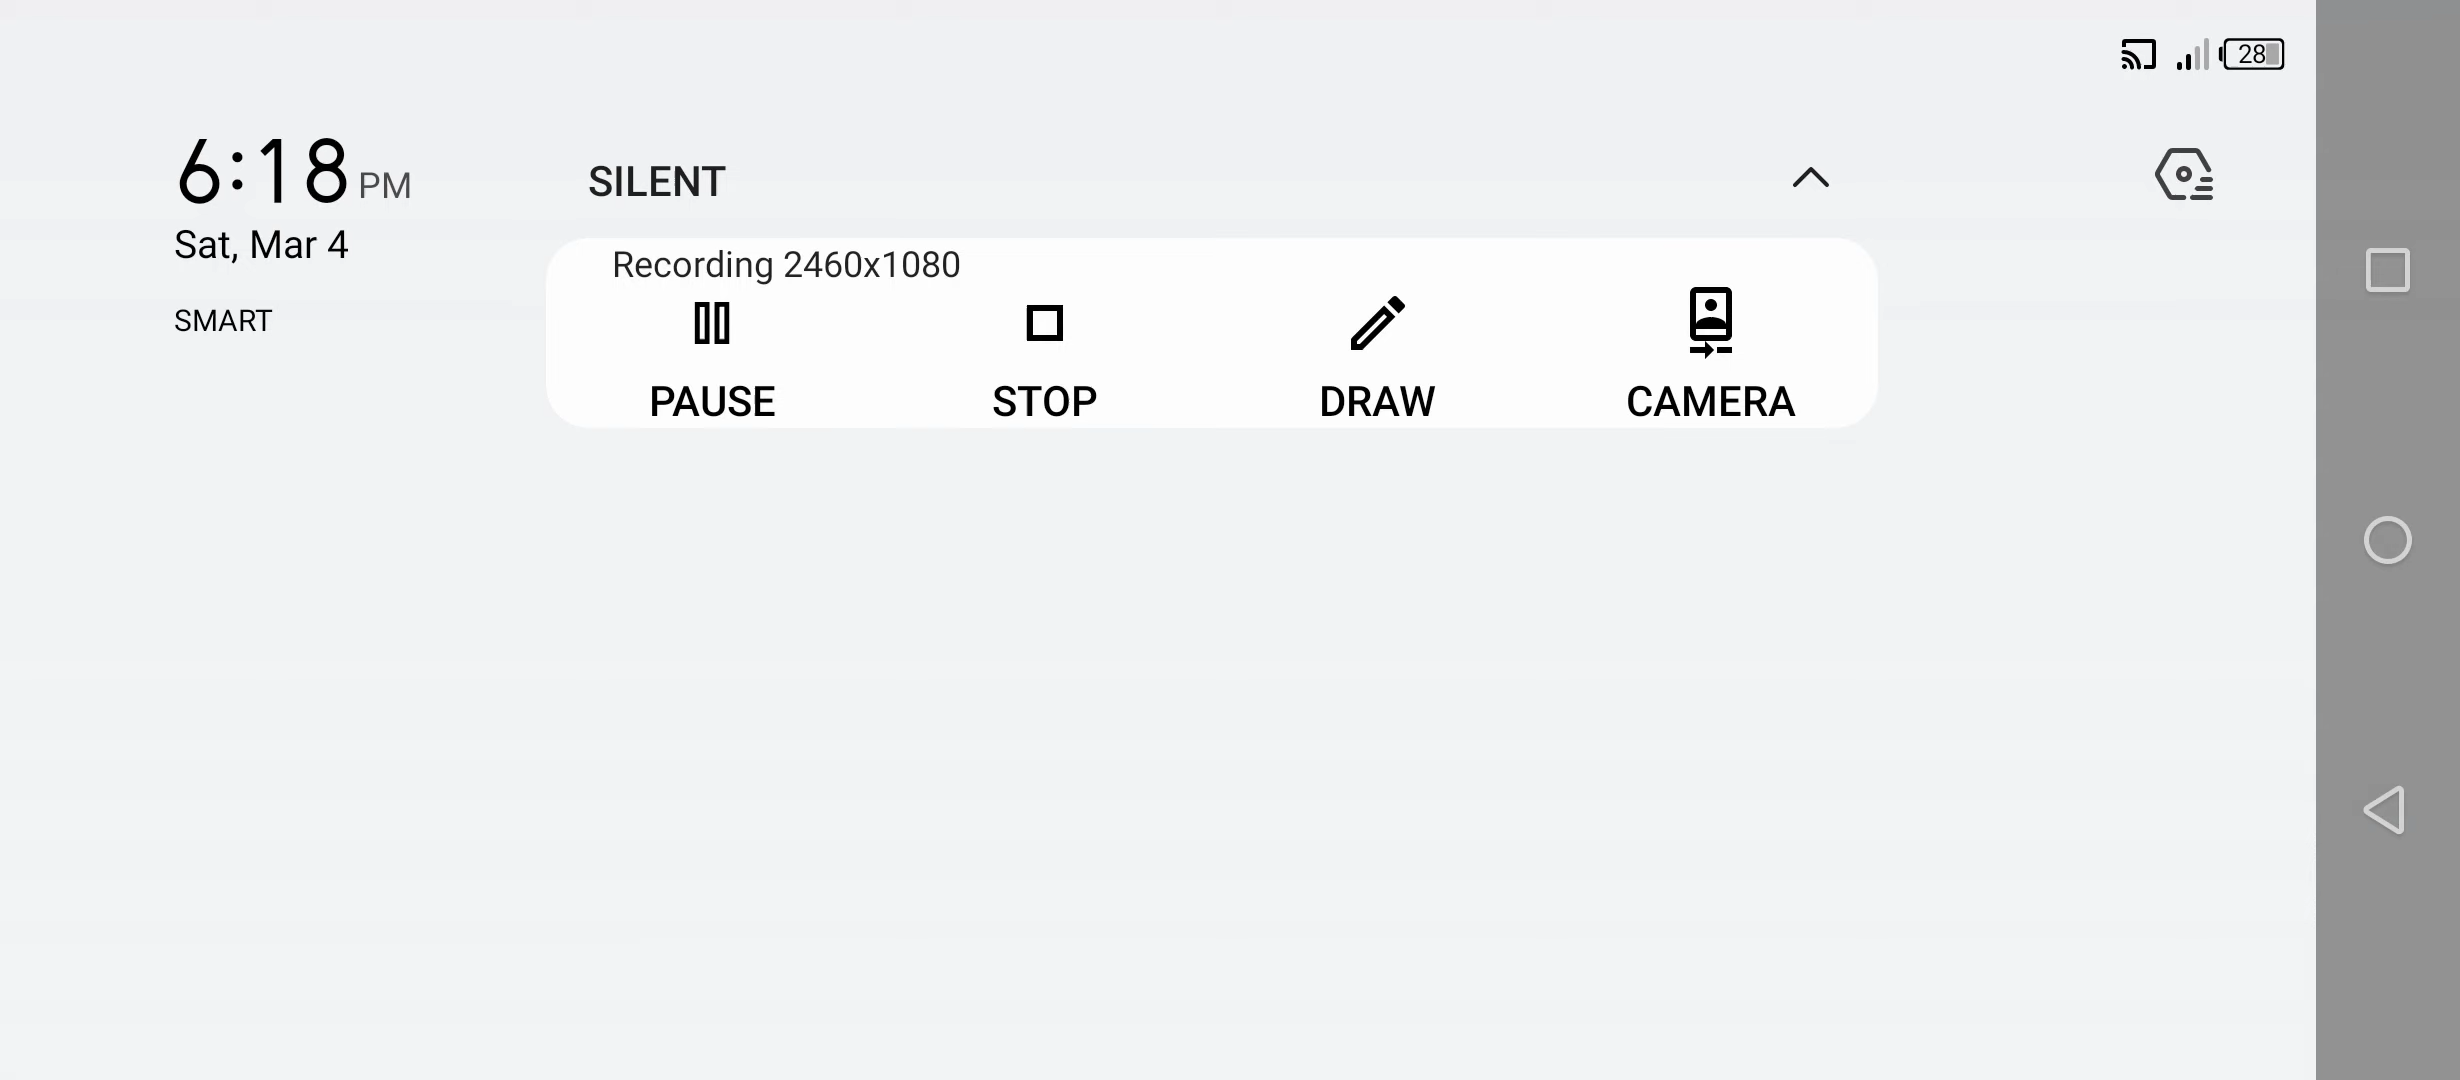 28
6:18 PM
SILENT
Sat, Mar 4
Recording 2460x1080
SMART
PAUSE
STOP
DRAW
CAMERA